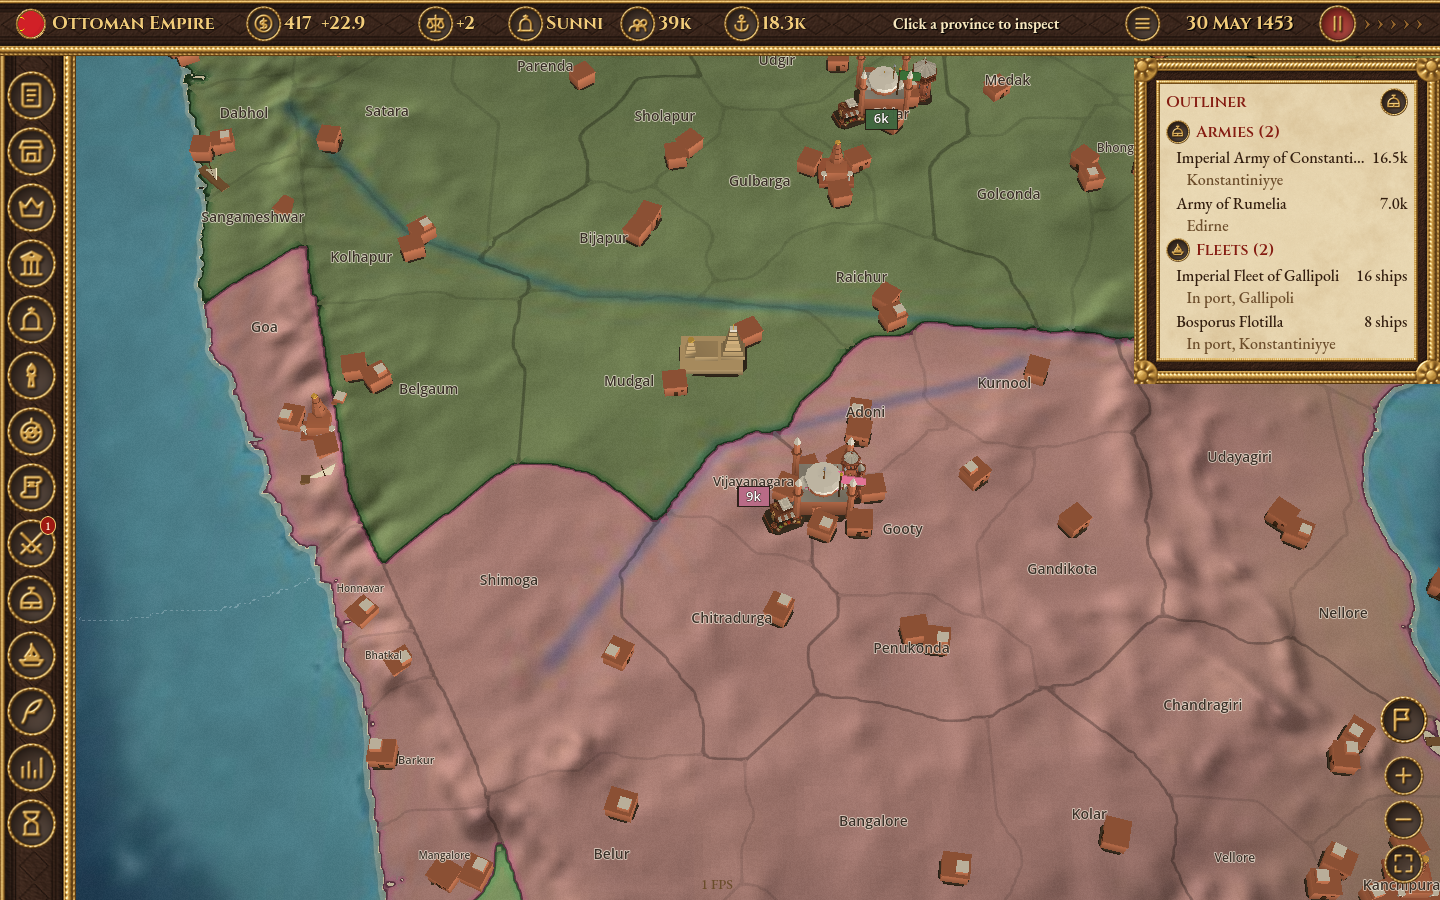 OTTOMAN EMPIRE
417 +22.9
+2
SUNNI
39K
18.3K
Click a province to inspect
30 MAY 1453
OUTLINER
ARMIES (2)
Imperial Army of Constanti... 16.5k
Konstantiniyye
Army of Rumelia 7.0k
Edirne
FLEETS (2)
Imperial Fleet of Gallipoli 16 ships
In port, Gallipoli
Bosporus Flotilla 8 ships
In port, Konstantiniyye
1
Parenda
Udgir
Medak
Dabhol
Satara
Sholapur
6k
Bhong
Gulbarga
Golconda
Sangameshwar
Bijapur
Kolhapur
Raichur
Goa
Mudgal
Belgaum
Kurnool
Adoni
Udayagiri
Vijayanagara
9k
Gooty
Gandikota
Shimoga
Honnavar
Nellore
Chitradurga
Penukonda
Bhatkal
Chandragiri
Barkur
Bangalore
Kolar
Mangalore
Belur
Vellore
Kanchipura
1 FPS